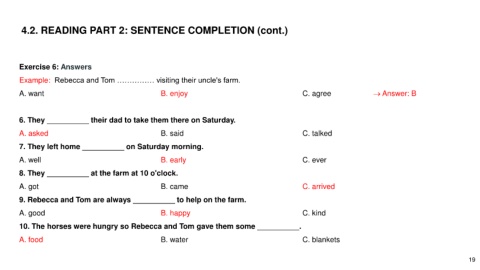 4.2. READING PART 2: SENTENCE COMPLETION (cont.)
Exercise 6: Answers
Example: Rebecca and Tom …………… visiting their uncle's farm.
A. want B. enjoy C. agree → Answer: B
6. They __________ their dad to take them there on Saturday.
A. asked B. said C. talked
7. They left home __________ on Saturday morning.
A. well B. early C. ever
8. They __________ at the farm at 10 o'clock.
A. got B. came C. arrived
9. Rebecca and Tom are always __________ to help on the farm.
A. good B. happy C. kind
10. The horses were hungry so Rebecca and Tom gave them some __________.
A. food B. water C. blankets
19